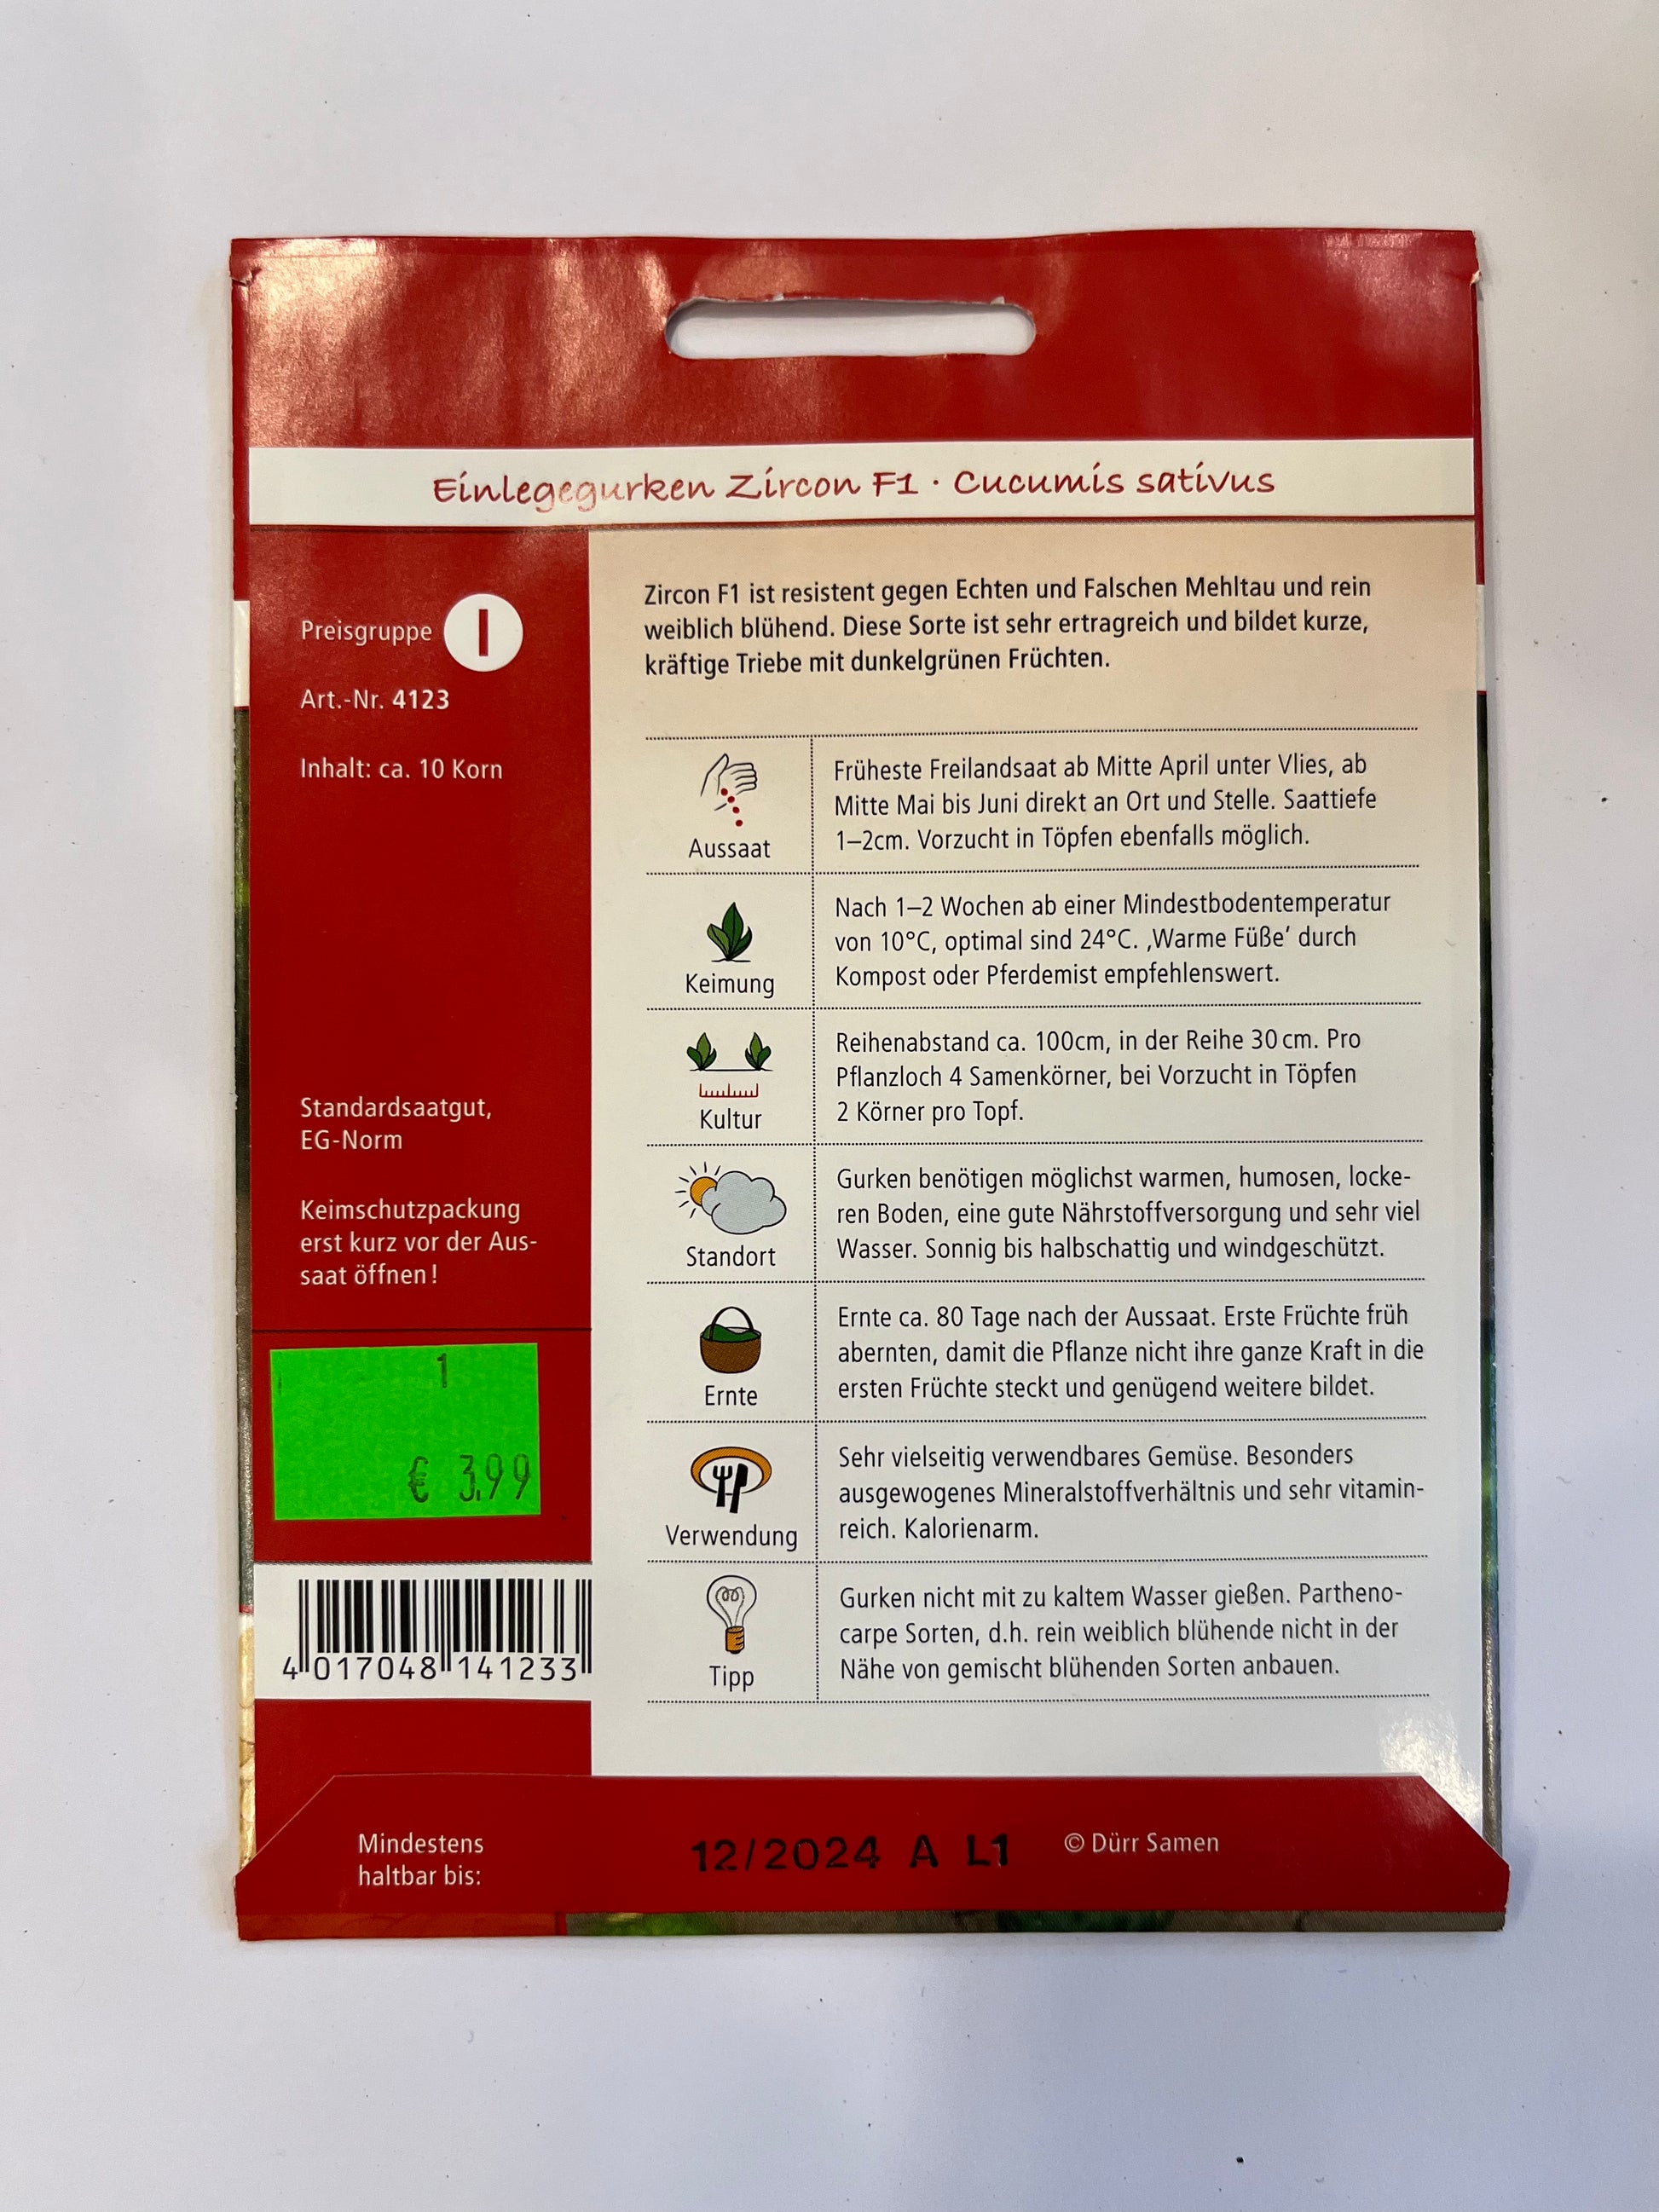 Einlegegurken Zircon F1 · Cucumis sativus
Preisgruppe I
Art.-Nr. 4123
Inhalt: ca. 10 Korn
Standardsaatgut,
EG-Norm
Keimschutzpackung
erst kurz vor der Aus-
saat öffnen!
1
€ 3,99
4 017048 141233
Zircon F1 ist resistent gegen Echten und Falschen Mehltau und rein
weiblich blühend. Diese Sorte ist sehr ertragreich und bildet kurze,
kräftige Triebe mit dunkelgrünen Früchten.
Aussaat
Früheste Freilandsaat ab Mitte April unter Vlies, ab
Mitte Mai bis Juni direkt an Ort und Stelle. Saattiefe
1–2cm. Vorzucht in Töpfen ebenfalls möglich.
Keimung
Nach 1–2 Wochen ab einer Mindestbodentemperatur
von 10°C, optimal sind 24°C. ‚Warme Füße‘ durch
Kompost oder Pferdemist empfehlenswert.
Kultur
Reihenabstand ca. 100cm, in der Reihe 30 cm. Pro
Pflanzloch 4 Samenkörner, bei Vorzucht in Töpfen
2 Körner pro Topf.
Standort
Gurken benötigen möglichst warmen, humosen, locke-
ren Boden, eine gute Nährstoffversorgung und sehr viel
Wasser. Sonnig bis halbschattig und windgeschützt.
Ernte
Ernte ca. 80 Tage nach der Aussaat. Erste Früchte früh
abernten, damit die Pflanze nicht ihre ganze Kraft in die
ersten Früchte steckt und genügend weitere bildet.
Verwendung
Sehr vielseitig verwendbares Gemüse. Besonders
ausgewogenes Mineralstoffverhältnis und sehr vitamin-
reich. Kalorienarm.
Tipp
Gurken nicht mit zu kaltem Wasser gießen. Partheno-
carpe Sorten, d.h. rein weiblich blühende nicht in der
Nähe von gemischt blühenden Sorten anbauen.
Mindestens
haltbar bis:
12/2024 A L1
© Dürr Samen